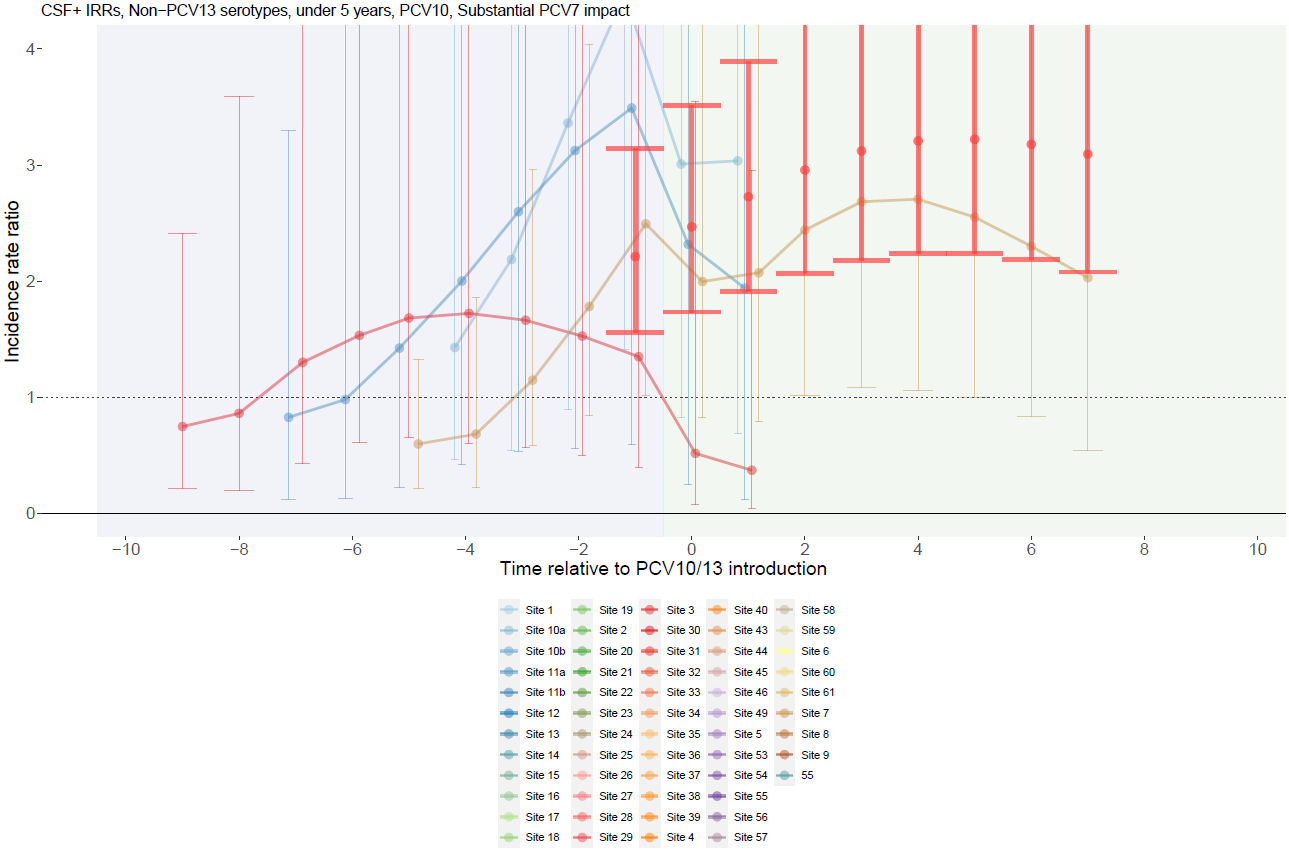 CSF+ IRRs, Non−PCV13 serotypes, under 5 years, PCV10, Substantial PCV7 impact
4
3
2
1
0
Incidence rate ratio
−10 −8 −6 −4 −2 0 2 4 6 8 10
Time relative to PCV10/13 introduction
Site 1 Site 19 Site 3 Site 40 Site 58
Site 10a Site 2 Site 30 Site 43 Site 59
Site 10b Site 20 Site 31 Site 44 Site 6
Site 11a Site 21 Site 32 Site 45 Site 60
Site 11b Site 22 Site 33 Site 46 Site 61
Site 12 Site 23 Site 34 Site 49 Site 7
Site 13 Site 24 Site 35 Site 5 Site 8
Site 14 Site 25 Site 36 Site 53 Site 9
Site 15 Site 26 Site 37 Site 54 55
Site 16 Site 27 Site 38 Site 55
Site 17 Site 28 Site 39 Site 56
Site 18 Site 29 Site 4 Site 57